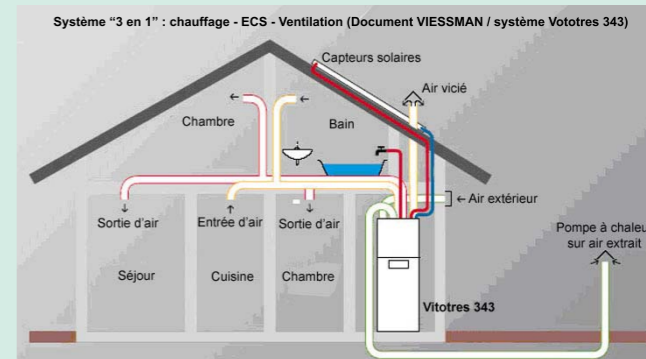 Système “3 en 1” : chauffage - ECS - Ventilation (Document VIESSMAN / système Vototres 343)
Capteurs solaires
Air vicié
Chambre
Bain
← Air extérieur
Sortie d’air
Entrée d’air
Sortie d’air
Pompe à chaleu
sur air extrait
Séjour
Cuisine
Chambre
Vitotres 343